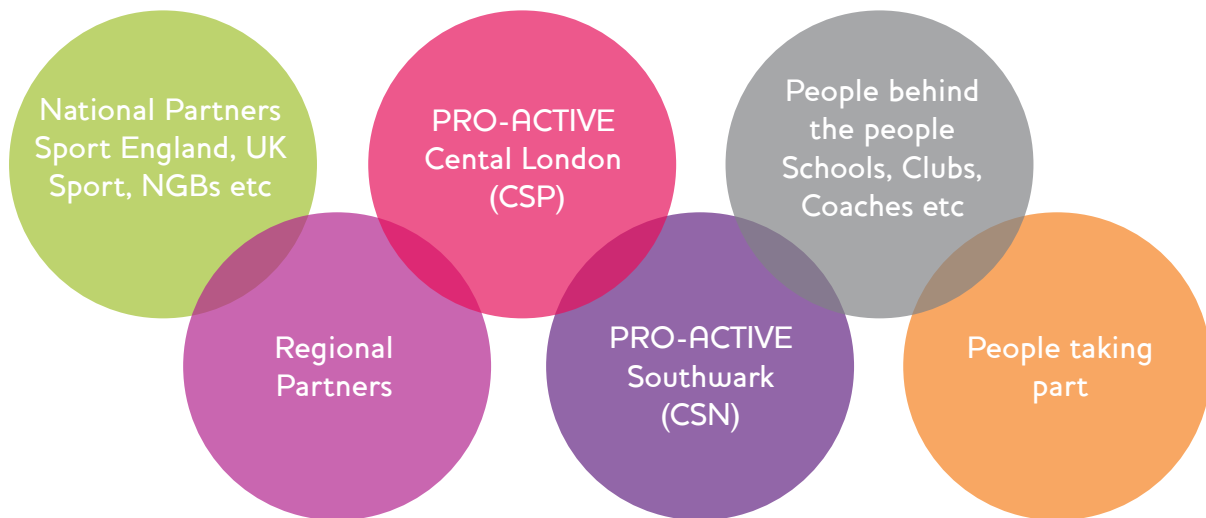 National Partners
Sport England, UK
Sport, NGBs etc
Regional
Partners
PRO-ACTIVE
Cental London
(CSP)
PRO-ACTIVE
Southwark
(CSN)
People behind
the people
Schools, Clubs,
Coaches etc
People taking
part